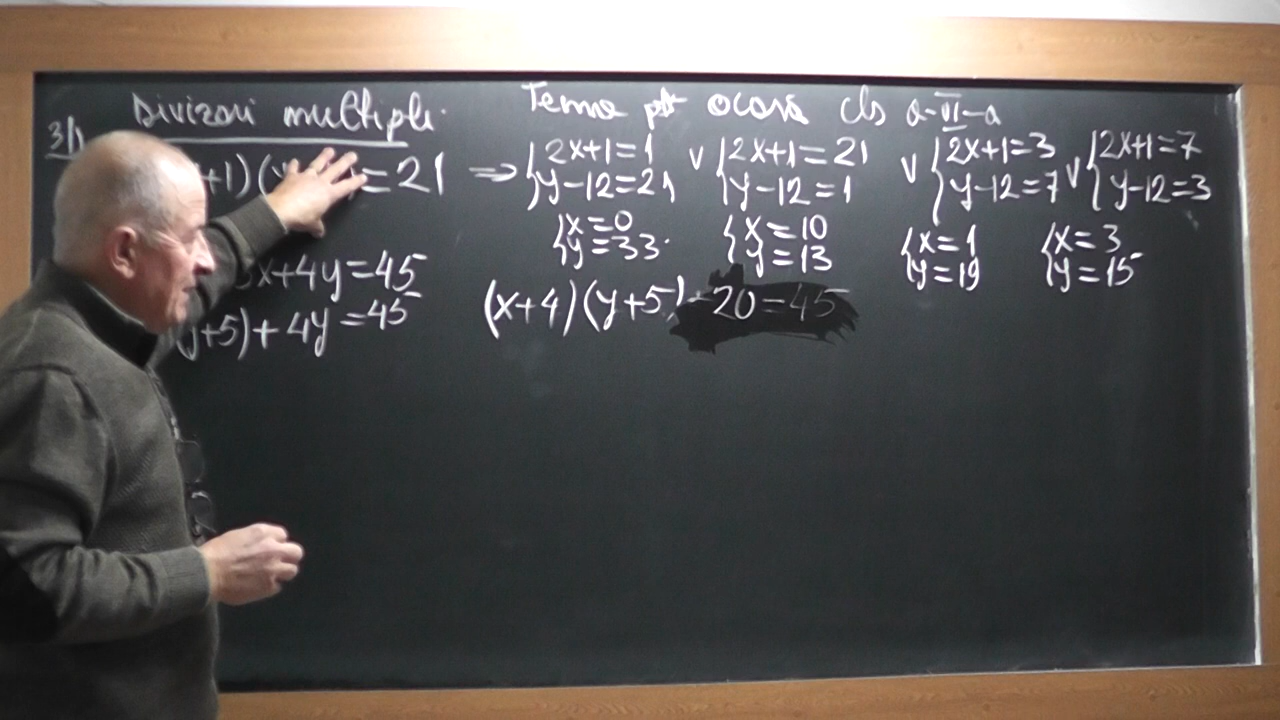 Divizori multipli.
Tema pt ocară cls a-VI-a
3/)
+1)(y =21 => {2x+1=1 y-12=21 v {2x+1=21 y-12=1 v {2x+1=3 y-12=7 v {2x+1=7 y-12=3
{x=0 y=33. {x=10 y=13 {x=1 y=19 {x=3 y=15
x+4y=45
(x+4)(y+5)-20=45
y+5)+4y=45